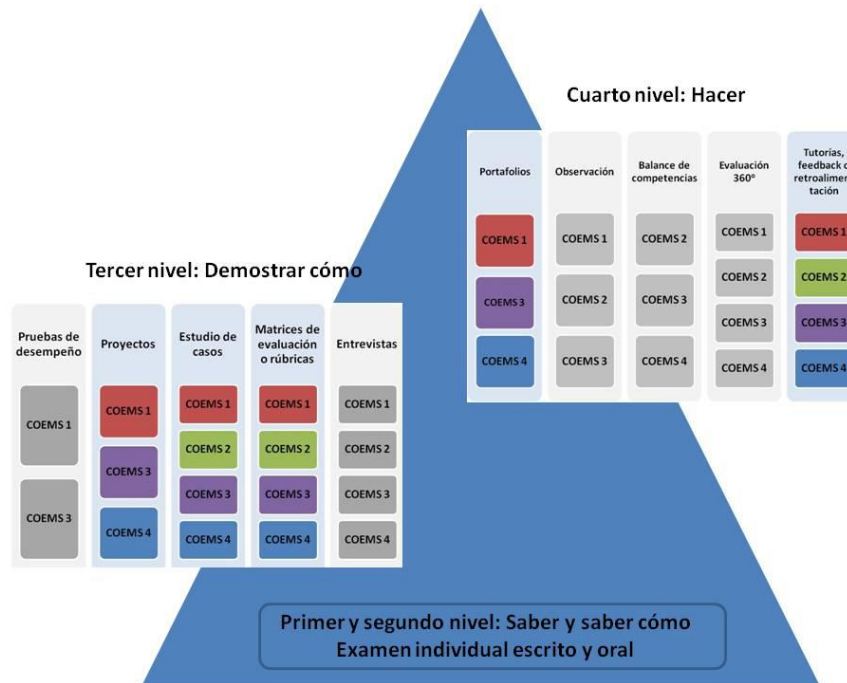 Cuarto nivel: Hacer
Portafolios
COEMS 1
COEMS 3
COEMS 4
Observación
COEMS 1
COEMS 2
COEMS 3
Balance de
competencias
COEMS 2
COEMS 3
COEMS 4
Evaluación
360º
COEMS 1
COEMS 2
COEMS 3
COEMS 4
Tutorías,
feedback o
retroalimen
tación
COEMS 1
COEMS 2
COEMS 3
COEMS 4
Tercer nivel: Demostrar cómo
Pruebas de
desempeño
COEMS 1
COEMS 3
Proyectos
COEMS 1
COEMS 3
COEMS 4
Estudio de
casos
COEMS 1
COEMS 2
COEMS 3
COEMS 4
Matrices de
evaluación
o rúbricas
COEMS 1
COEMS 2
COEMS 3
COEMS 4
Entrevistas
COEMS 1
COEMS 2
COEMS 3
COEMS 4
Primer y segundo nivel: Saber y saber cómo
Examen individual escrito y oral